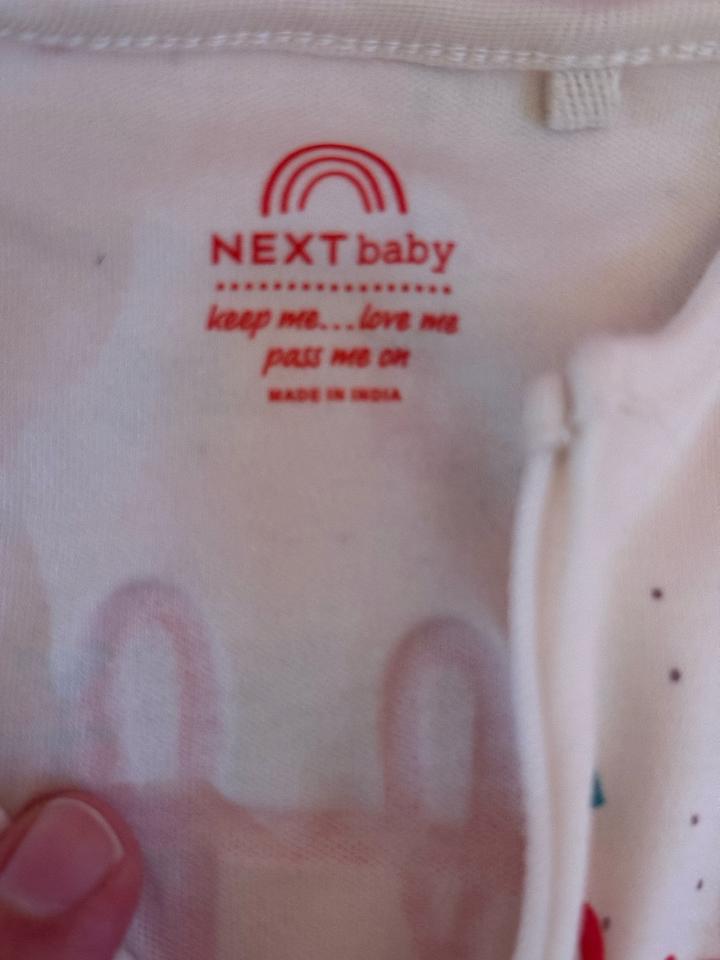 NEXT baby
keep me...love me
pass me on
MADE IN INDIA